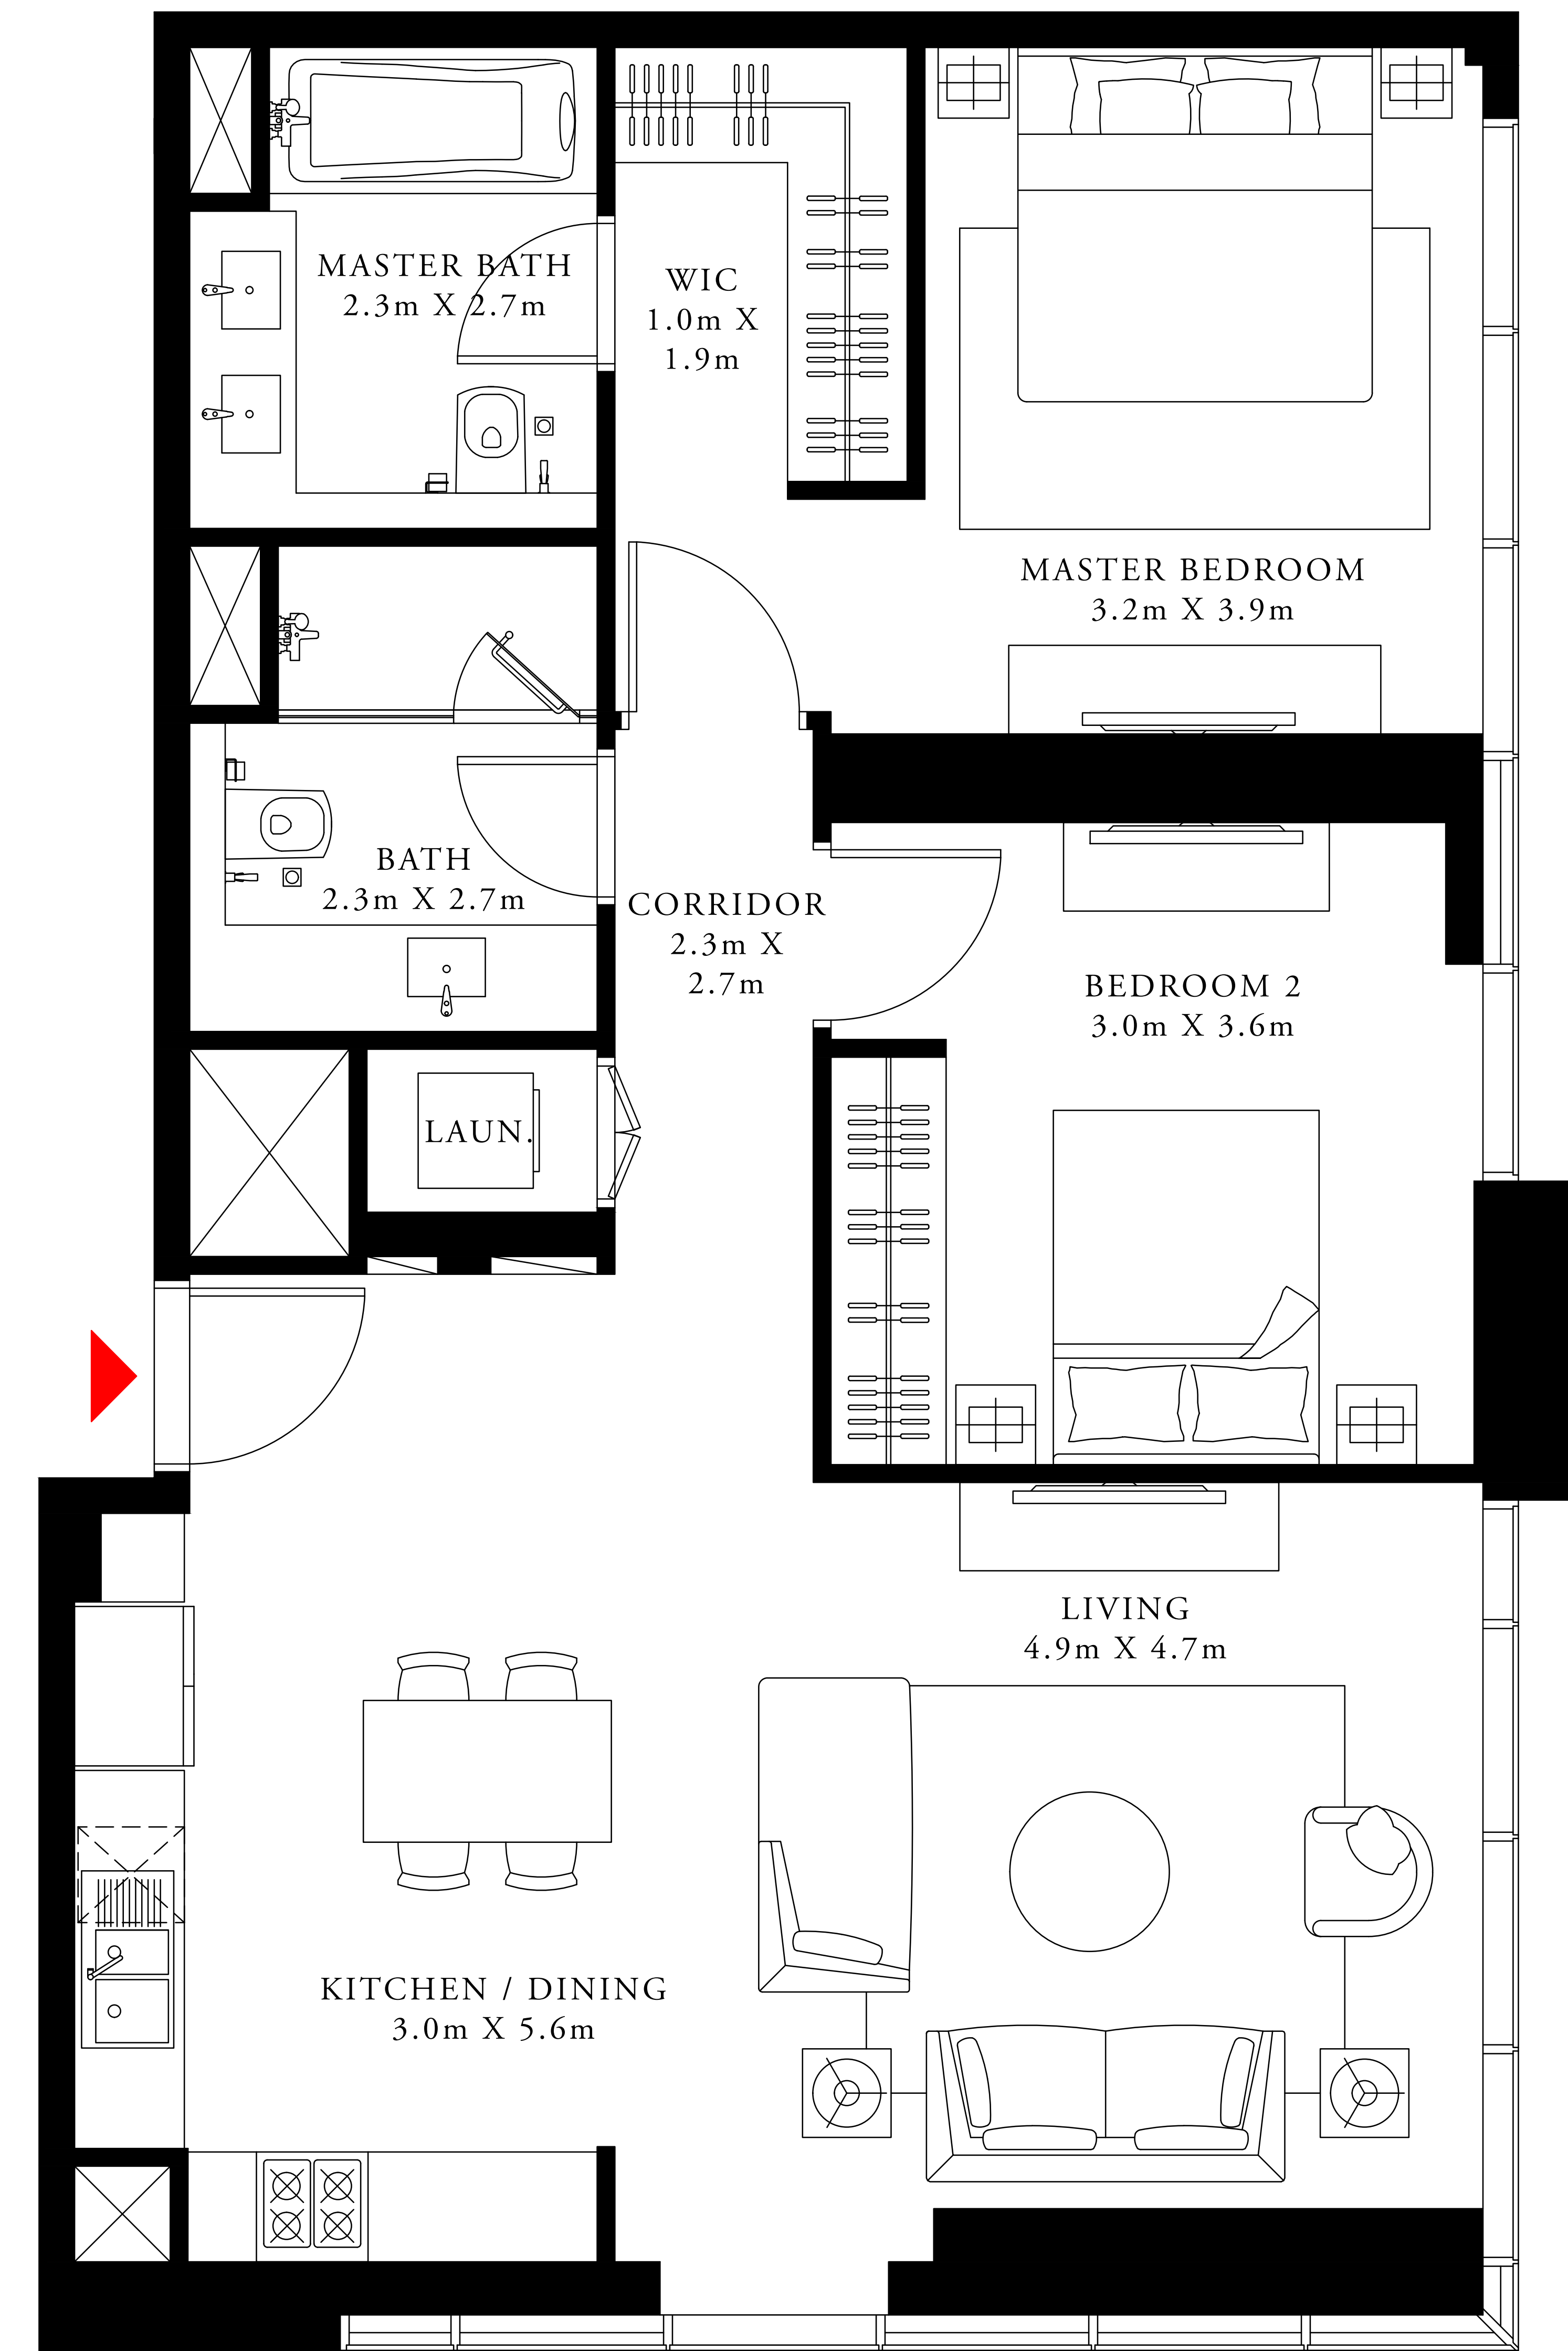 MASTER BATH
2.3m X 2.7m
WIC
1.0m X
1.9m
MASTER BEDROOM
3.2m X 3.9m
BATH
2.3m X 2.7m
CORRIDOR
2.3m X
2.7m
BEDROOM 2
3.0m X 3.6m
LAUN.
LIVING
4.9m X 4.7m
KITCHEN / DINING
3.0m X 5.6m